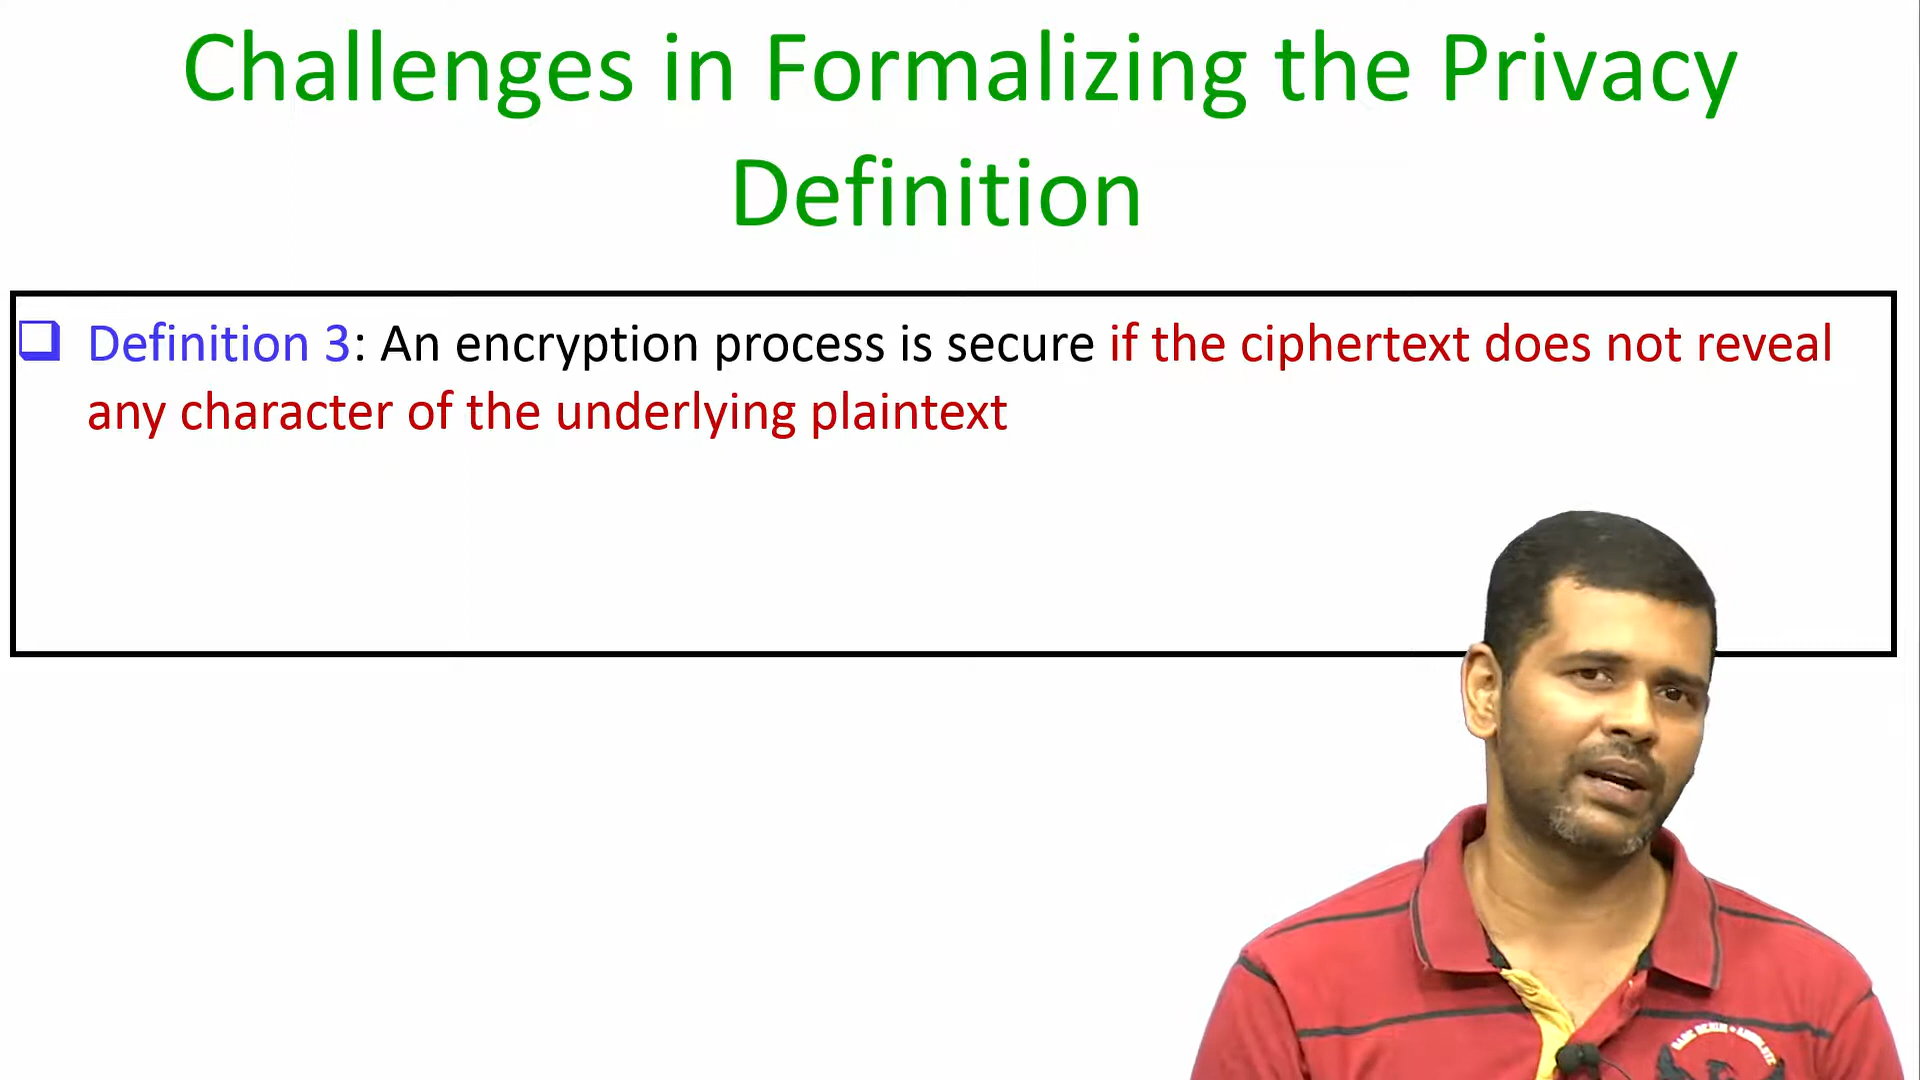 Challenges in Formalizing the Privacy
Definition
Definition 3: An encryption process is secure if the ciphertext does not reveal
any character of the underlying plaintext